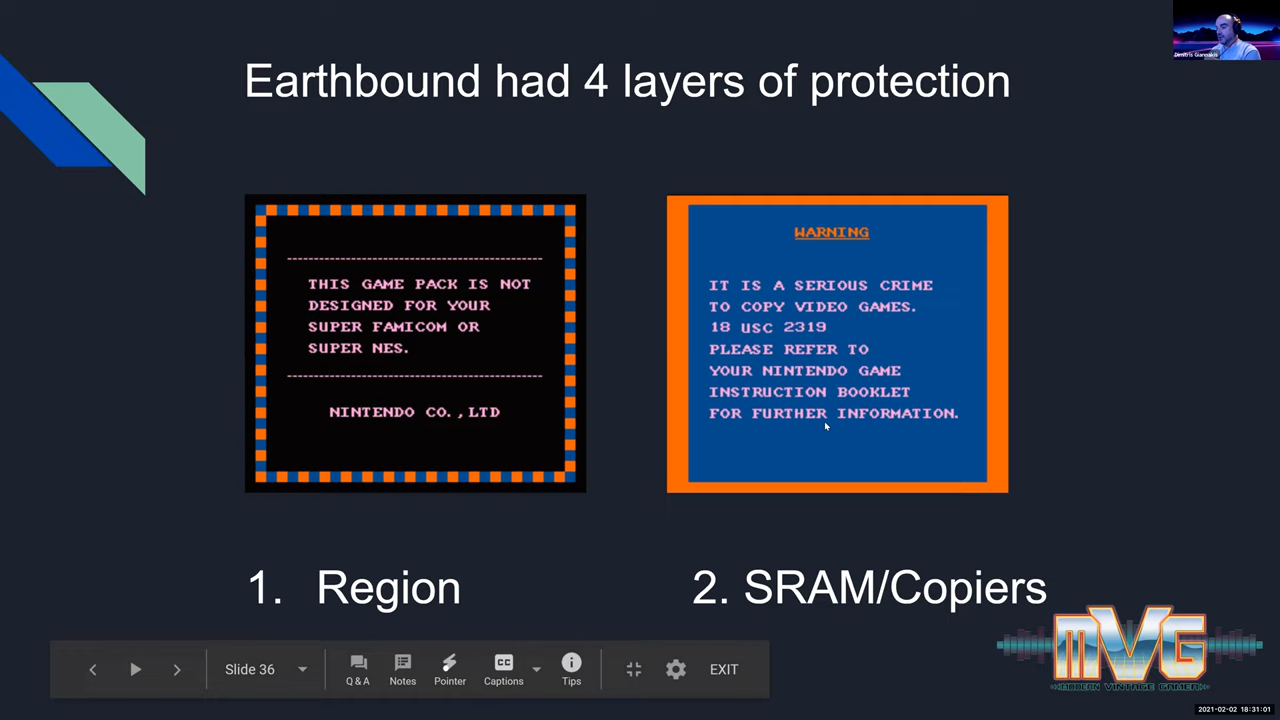 Dimitris Giannakis
Earthbound had 4 layers of protection
THIS GAME PACK IS NOT
DESIGNED FOR YOUR
SUPER FAMICOM OR
SUPER NES.
NINTENDO CO.,LTD
WARNING
IT IS A SERIOUS CRIME
TO COPY VIDEO GAMES.
18 USC 2319
PLEASE REFER TO
YOUR NINTENDO GAME
INSTRUCTION BOOKLET
FOR FURTHER INFORMATION.
1. Region
2. SRAM/Copiers
MVG
MODERN VINTAGE GAMER
Slide 36
Q & A
Notes
Pointer
CC
Captions
Tips
EXIT
2021-02-02 18:31:01